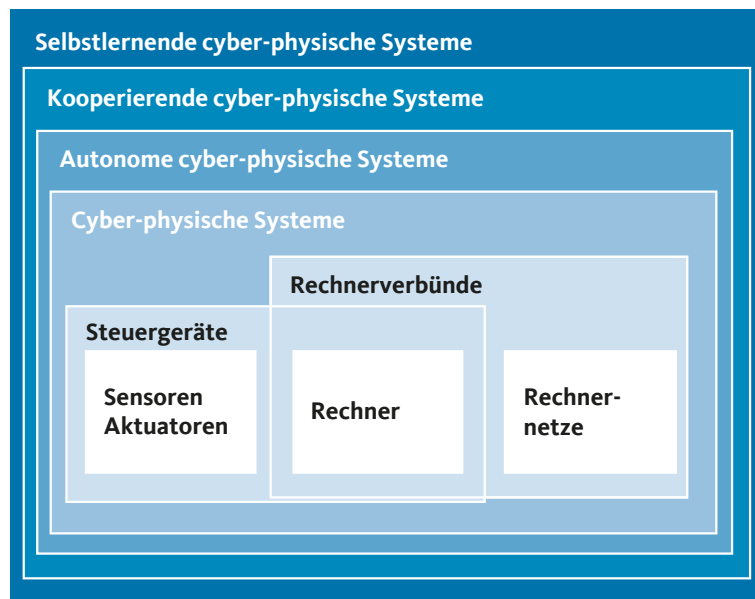 Selbstlernende cyber-physische Systeme
Kooperierende cyber-physische Systeme
Autonome cyber-physische Systeme
Cyber-physische Systeme
Rechnerverbünde
Steuergeräte
Sensoren
Aktuatoren
Rechner
Rechner-
netze